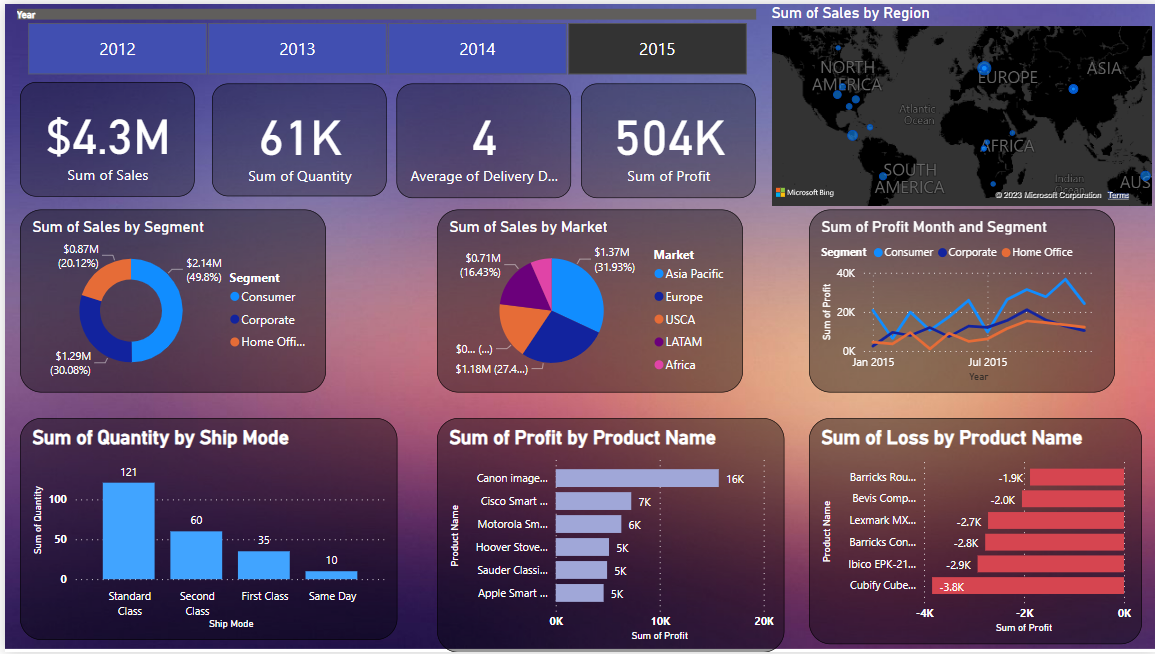 Year
2012
2013
2014
2015
$4.3M
Sum of Sales
61K
Sum of Quantity
4
Average of Delivery D...
504K
Sum of Profit
Sum of Sales by Region
NORTH
AMERICA
EUROPE
ASIA
Atlantic
Ocean
AFRICA
SOUTH
AMERICA
Indian
Ocean
AUS
Microsoft Bing
© 2023 Microsoft Corporation
Terms
Sum of Sales by Segment
$0.87M
(20.12%)
$2.14M
(49.8%)
$1.29M
(30.08%)
Segment
Consumer
Corporate
Home Offi...
Sum of Sales by Market
$0.71M
(16.43%)
$1.37M
(31.93%)
$0... (...)
$1.18M (27.4...)
Market
Asia Pacific
Europe
USCA
LATAM
Africa
Sum of Profit Month and Segment
Segment Consumer Corporate Home Office
Sum of Profit
40K
20K
0K
Jan 2015
Jul 2015
Year
Sum of Quantity by Ship Mode
Sum of Quantity
100
50
0
121
60
35
10
Standard
Class
Second
Class
First Class
Same Day
Ship Mode
Sum of Profit by Product Name
Product Name
Canon image... 16K
Cisco Smart ... 7K
Motorola Sm... 6K
Hoover Stove... 5K
Sauder Classi... 5K
Apple Smart ... 5K
0K
10K
20K
Sum of Profit
Sum of Loss by Product Name
Product Name
Barricks Rou... -1.9K
Bevis Comp... -2.0K
Lexmark MX... -2.7K
Barricks Con... -2.8K
Ibico EPK-21... -2.9K
Cubify Cube... -3.8K
-4K
-2K
0K
Sum of Profit